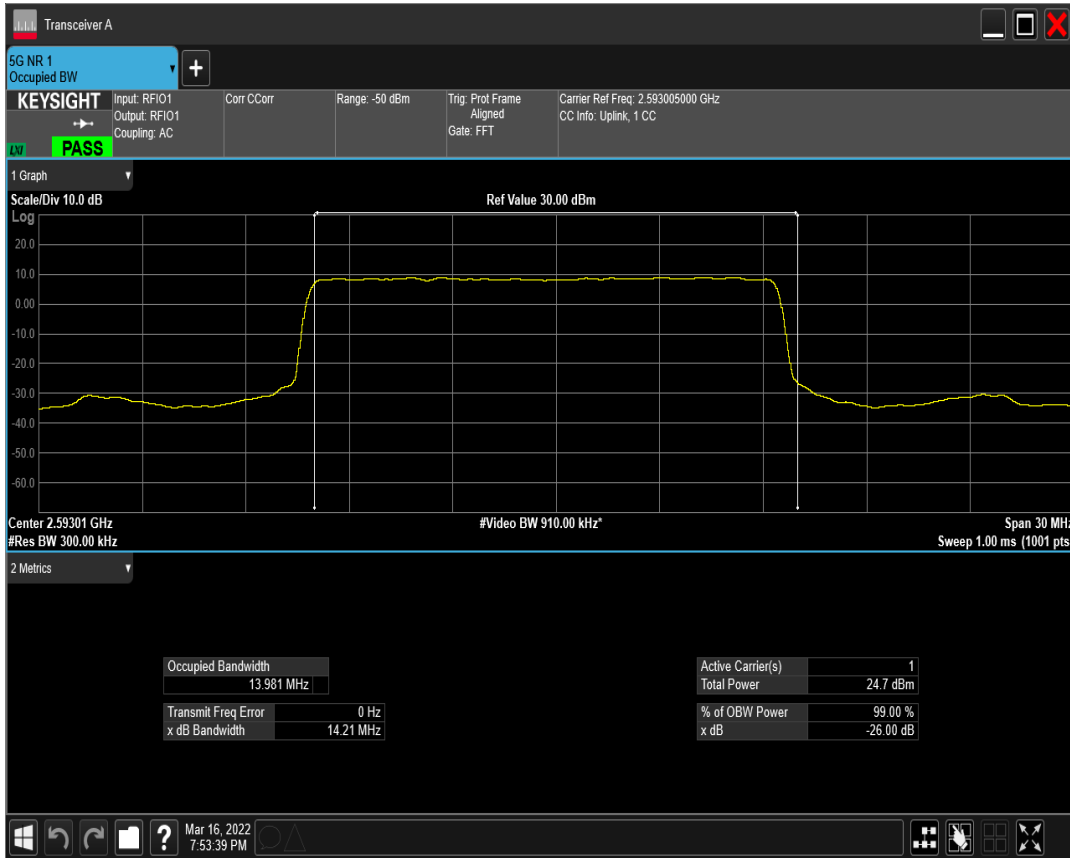 Transceiver A
5G NR 1
Occupied BW
KEYSIGHT
LXI
PASS
Input: RFIO1
Output: RFIO1
Coupling: AC
Corr CCorr
Range: -50 dBm
Trig: Prot Frame
Aligned
Gate: FFT
Carrier Ref Freq: 2.593005000 GHz
CC Info: Uplink, 1 CC
1 Graph
Scale/Div 10.0 dB
Ref Value 30.00 dBm
Log
20.0
10.0
0.00
-10.0
-20.0
-30.0
-40.0
-50.0
-60.0
Center 2.59301 GHz
#Video BW 910.00 kHz*
Span 30 MHz
#Res BW 300.00 kHz
Sweep 1.00 ms (1001 pts
2 Metrics
Occupied Bandwidth
13.981 MHz
Transmit Freq Error 0 Hz
x dB Bandwidth 14.21 MHz
Active Carrier(s) 1
Total Power 24.7 dBm
% of OBW Power 99.00 %
x dB -26.00 dB
?
Mar 16, 2022
7:53:39 PM